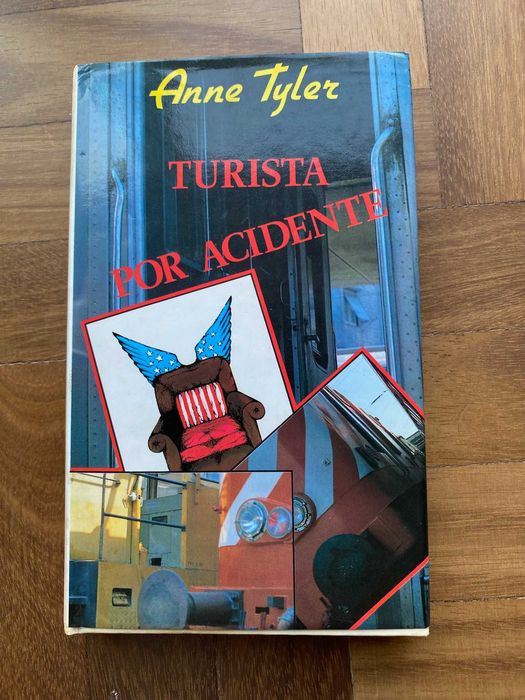 Anne Tyler
TURISTA
POR ACIDENTE